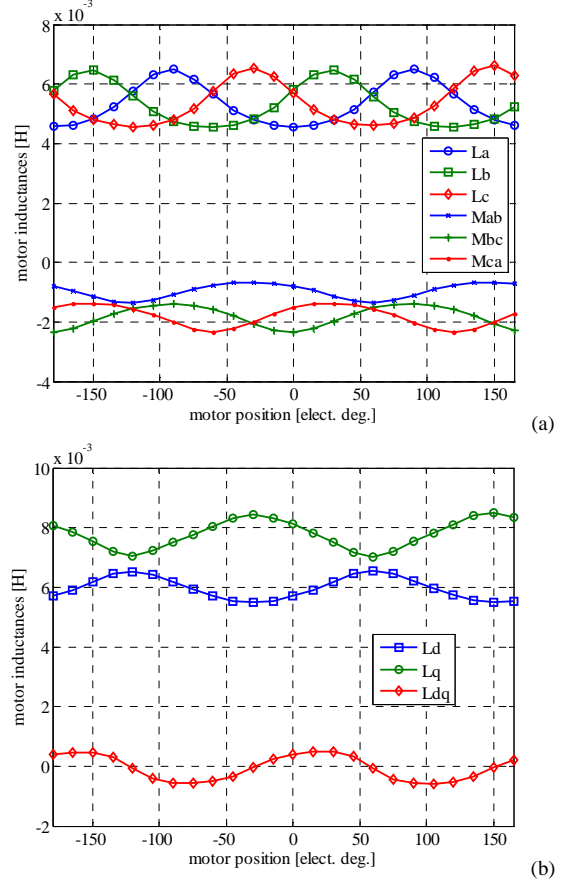 8 x 10⁻³
6
4
2
0
-2
-4
motor inductances [H]
La
Lb
Lc
Mab
Mbc
Mca
-150 -100 -50 0 50 100 150
motor position [elect. deg.]
(a)
10 x 10⁻³
8
6
4
2
0
-2
motor inductances [H]
Ld
Lq
Ldq
-150 -100 -50 0 50 100 150
motor position [elect. deg.]
(b)